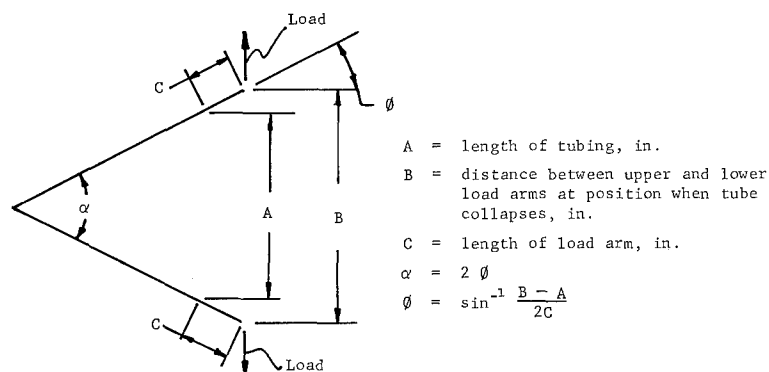 Load
C
Ø
α
A
B
C
Load
A = length of tubing, in.
B = distance between upper and lower
load arms at position when tube
collapses, in.
C = length of load arm, in.
α = 2 Ø
Ø = sin⁻¹ (B − A)/2C